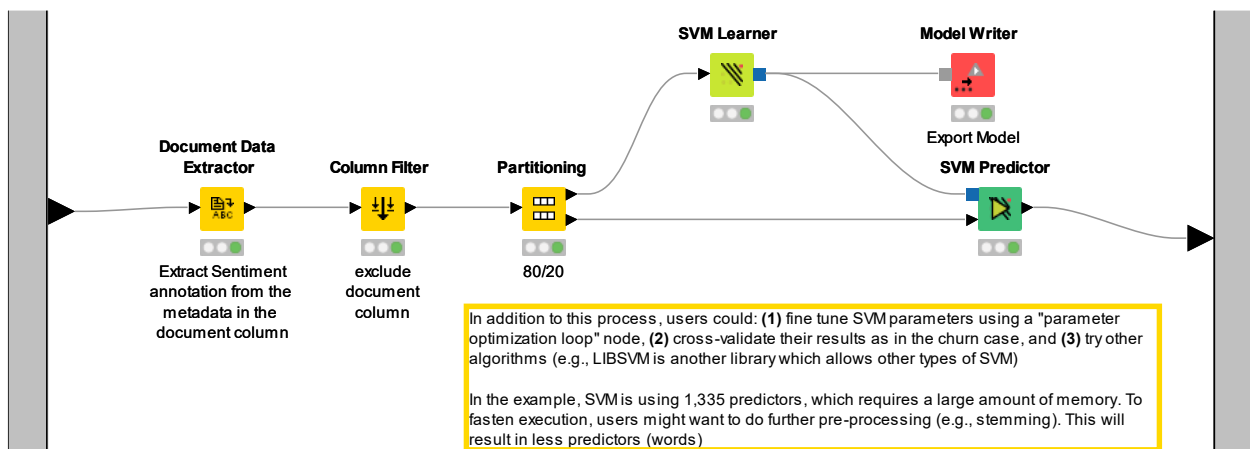 SVM Learner
Model Writer
Export Model
Document Data
Extractor
Column Filter
Partitioning
SVM Predictor
ABC
Extract Sentiment
annotation from the
metadata in the
document column
exclude
document
column
80/20
In addition to this process, users could: (1) fine tune SVM parameters using a "parameter
optimization loop" node, (2) cross-validate their results as in the churn case, and (3) try other
algorithms (e.g., LIBSVM is another library which allows other types of SVM)
In the example, SVM is using 1,335 predictors, which requires a large amount of memory. To
fasten execution, users might want to do further pre-processing (e.g., stemming). This will
result in less predictors (words)